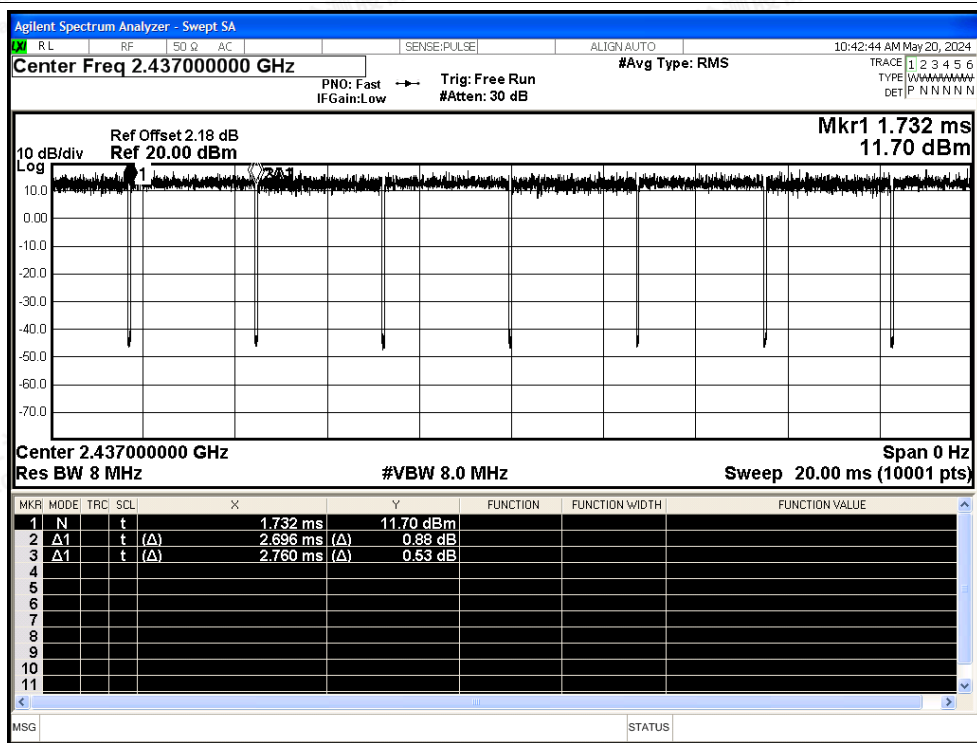 Agilent Spectrum Analyzer - Swept SA
LXI RL RF 50 Ω AC SENSE:PULSE ALIGN AUTO 10:42:44 AM May 20, 2024
Center Freq 2.437000000 GHz #Avg Type: RMS TRACE 1 2 3 4 5 6
PNO: Fast Trig: Free Run TYPE W
IFGain:Low #Atten: 30 dB DET P N N N N N
Mkr1 1.732 ms
11.70 dBm
Ref Offset 2.18 dB
10 dB/div Ref 20.00 dBm
Log
1 2Δ1
10.0
0.00
-10.0
-20.0
-30.0
-40.0
-50.0
-60.0
-70.0
Center 2.437000000 GHz Span 0 Hz
Res BW 8 MHz #VBW 8.0 MHz Sweep 20.00 ms (10001 pts)
MKR MODE TRC SCL X Y FUNCTION FUNCTION WIDTH FUNCTION VALUE
1 N t 1.732 ms 11.70 dBm
2 Δ1 t (Δ) 2.696 ms (Δ) 0.88 dB
3 Δ1 t (Δ) 2.760 ms (Δ) 0.53 dB
4
5
6
7
8
9
10
11
MSG STATUS